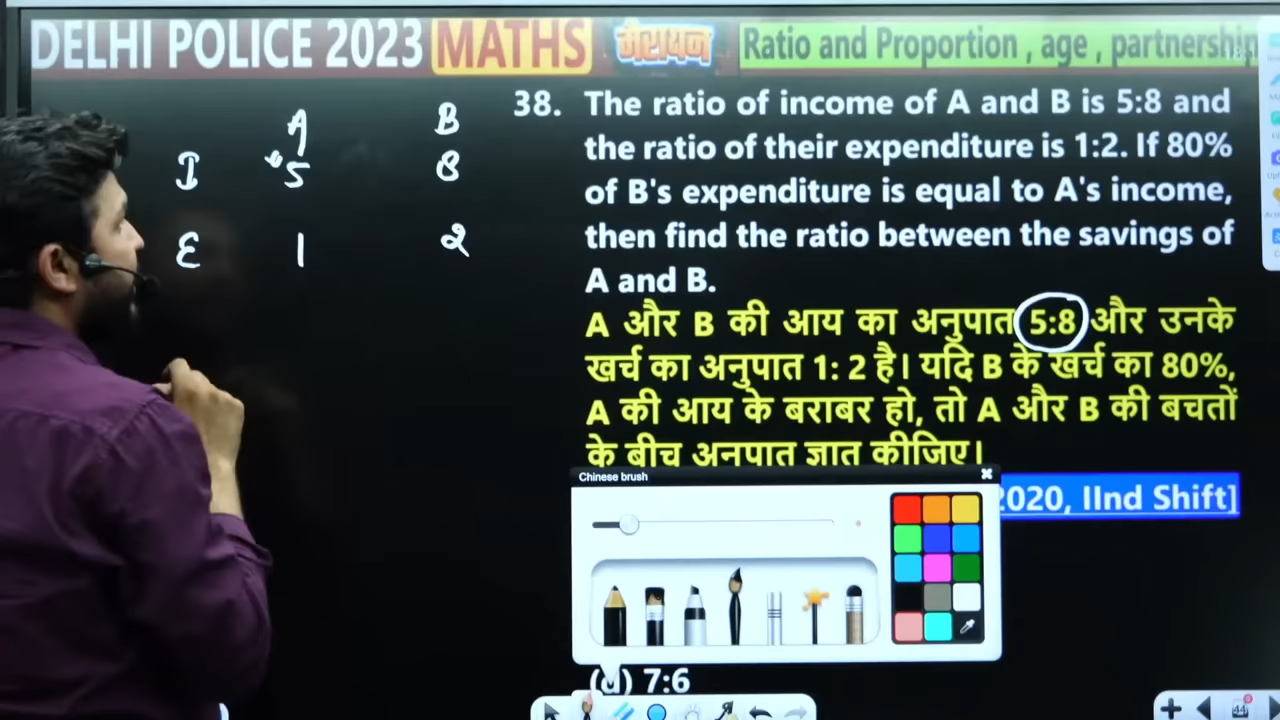 DELHI POLICE 2023 MATHS मैराथन Ratio and Proportion , age , partnership
A B
I 5 8
E 1 2
38. The ratio of income of A and B is 5:8 and
the ratio of their expenditure is 1:2. If 80%
of B's expenditure is equal to A's income,
then find the ratio between the savings of
A and B.
A और B की आय का अनुपात 5:8 और उनके
खर्च का अनुपात 1: 2 है। यदि B के खर्च का 80%,
A की आय के बराबर हो, तो A और B की बचतों
के बीच अनुपात ज्ञात कीजिए।
Chinese brush
2020, IInd Shift]
(d) 7:6
44